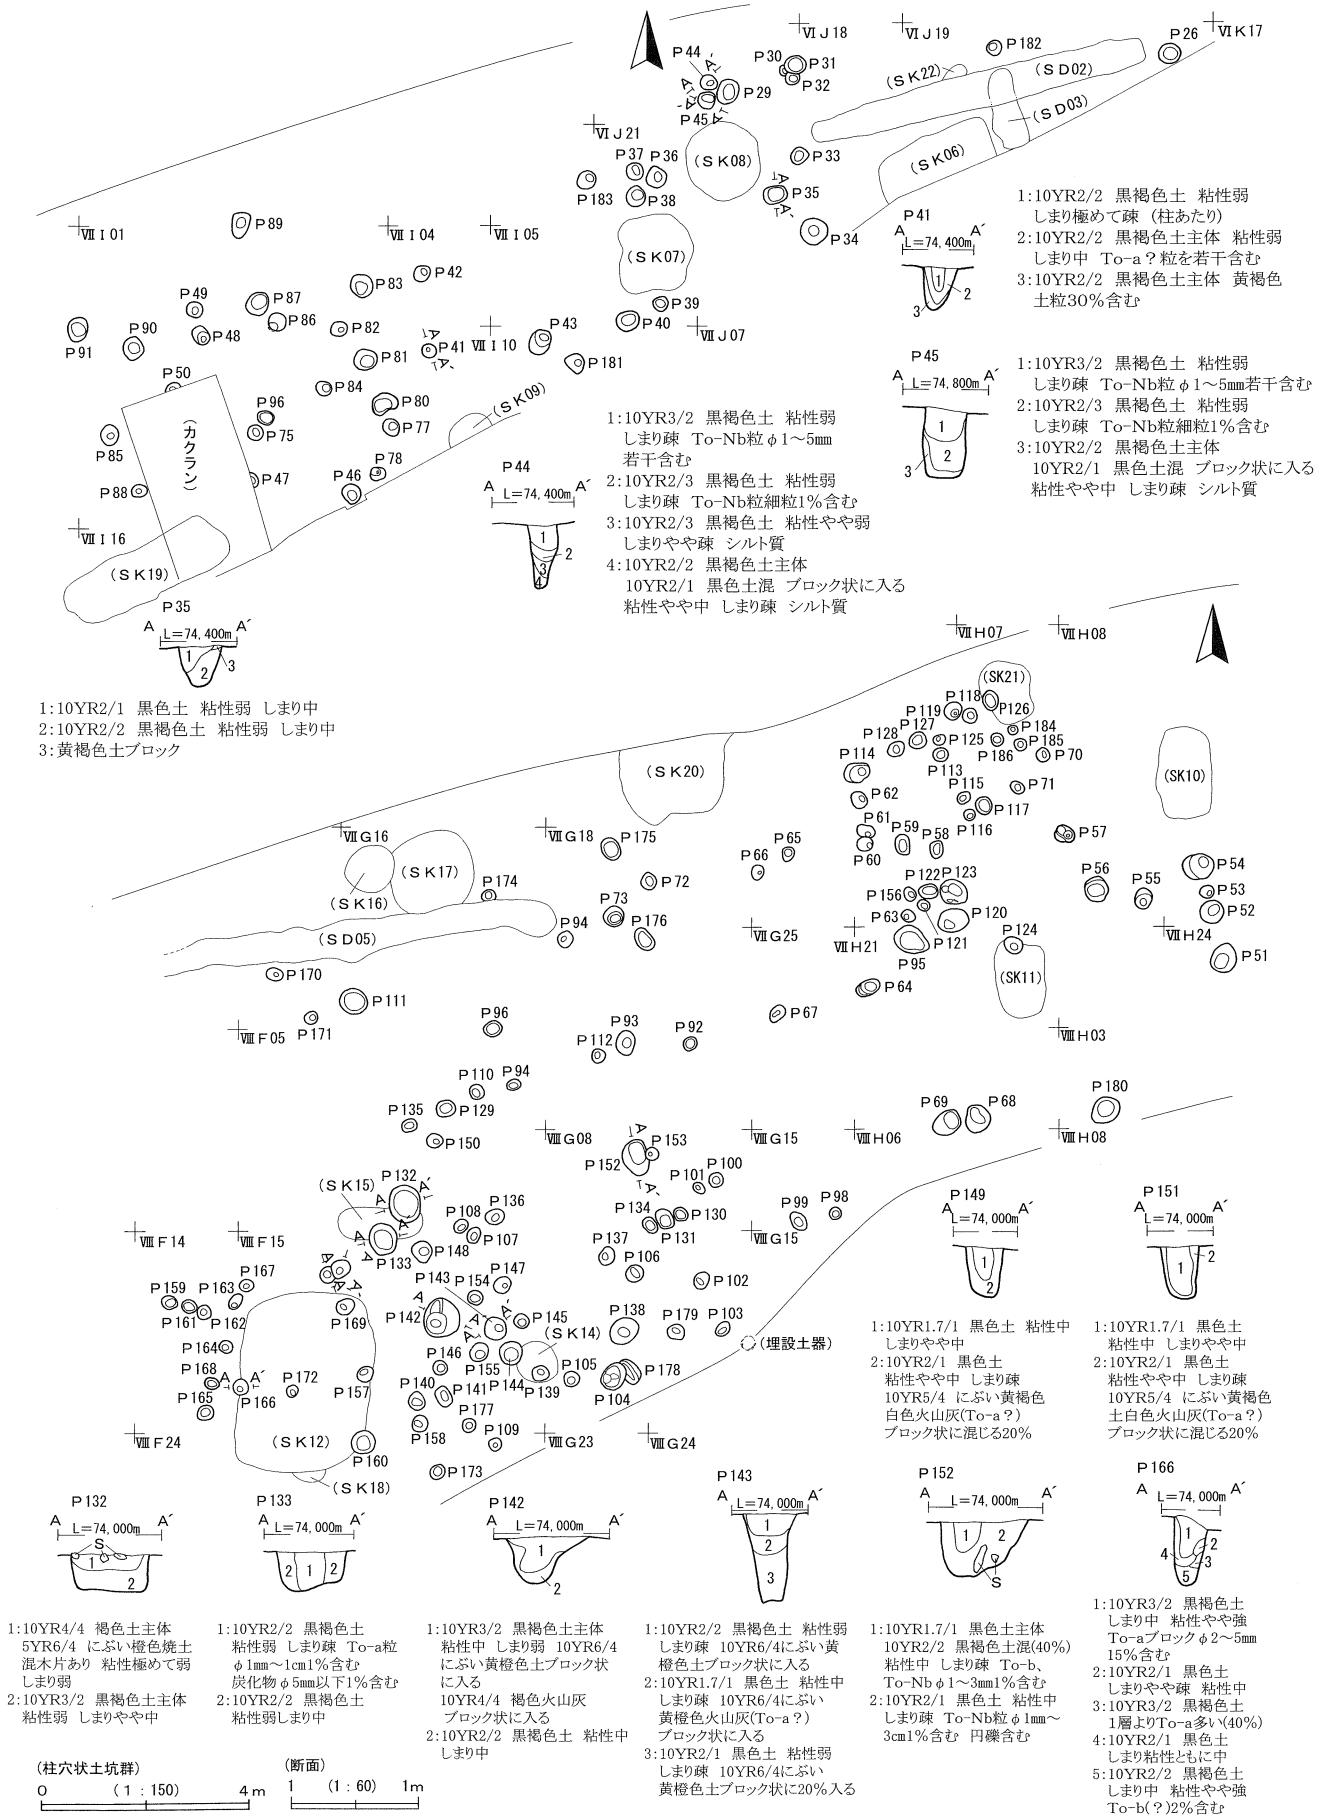 P44
A A´
P30
P31
P32
P29
A A´
P45
ⅥJ18
ⅥJ19
P182
P26
ⅥK17
(SK22)
(SD02)
(SD03)
(SK06)
ⅥJ21
P37
P36
(SK08)
P33
P183
P38
A
P35
A´
P34
ⅦI01
P89
ⅦI04
ⅦI05
(SK07)
P42
P83
P49
P87
P39
P90
P48
P86
P82
A
P41
A´
ⅦI10
P43
P40
ⅦJ07
P91
P81
P181
P50
P84
P96
P80
(SK09)
P75
P77
P85
(カクラン)
P78
P88
P47
P46
ⅦI16
(SK19)
P41
A A´
L=74,400m
1
2
3
1:10YR2/2 黒褐色土 粘性弱
しまり極めて疎 (柱あたり)
2:10YR2/2 黒褐色土主体 粘性弱
しまり中 To-a?粒を若干含む
3:10YR2/2 黒褐色土主体 黄褐色
土粒30%含む
P45
A A´
L=74,800m
1
2
3
1:10YR3/2 黒褐色土 粘性弱
しまり疎 To-Nb粒φ1~5mm若干含む
2:10YR2/3 黒褐色土 粘性弱
しまり疎 To-Nb粒細粒1%含む
3:10YR2/2 黒褐色土主体
10YR2/1 黒色土混 ブロック状に入る
粘性やや中 しまり疎 シルト質
P44
A A´
L=74,400m
1
2
3
4
1:10YR3/2 黒褐色土 粘性弱
しまり疎 To-Nb粒φ1~5mm
若干含む
2:10YR2/3 黒褐色土 粘性弱
しまり疎 To-Nb粒細粒1%含む
3:10YR2/3 黒褐色土 粘性やや弱
しまりやや疎 シルト質
4:10YR2/2 黒褐色土主体
10YR2/1 黒色土混 ブロック状に入る
粘性やや中 しまり疎 シルト質
P35
A A´
L=74,400m
1
2
3
1:10YR2/1 黒色土 粘性弱 しまり中
2:10YR2/2 黒褐色土 粘性弱 しまり中
3:黄褐色土ブロック
ⅦH07
ⅦH08
(SK21)
P118
P119
P126
P127
P184
P128
P125
P185
P114
P113
P186
P70
(SK20)
P62
P115
P71
P117
(SK10)
P61
P59
P58
P116
P57
P60
ⅦG16
ⅦG18
P175
P65
P66
(SK17)
P174
P72
P122
P123
P56
P54
P55
P53
(SK16)
P73
P156
P52
(SD05)
P94
P176
ⅦG25
ⅦH21
P63
P120
P121
P124
ⅦH24
P95
P51
P170
P64
(SK11)
P111
P171
ⅧF05
P96
P93
P67
P112
P92
ⅧH03
P110
P94
P135
P129
P69
P68
P180
P150
ⅧG08
ⅧG15
ⅧH06
ⅧH08
A
P152
P153
A´
P101
P100
P132
(SK15)
A A´
P136
P108
P134
P130
P99
P98
P107
P131
ⅧG15
ⅧF14
ⅧF15
P133
A A´
P148
P137
P106
P167
P143
P147
P102
P159
P163
P154
P161
P162
P169
P142
A A´
P145
P138
P179
P103
(埋設土器)
P164
(SK14)
P146
P155
P144
P105
P139
P178
P104
P168
A A´
P166
P172
P157
P165
P140
P141
P177
ⅧF24
(SK12)
P160
P158
P109
ⅧG23
ⅧG24
(SK18)
P173
P149
A A´
L=74,000m
1
2
1:10YR1.7/1 黒色土 粘性中
しまりやや中
2:10YR2/1 黒色土
粘性やや中 しまり疎
10YR5/4 にぶい黄褐色
白色火山灰(To-a?)
ブロック状に混じる20%
P151
A A´
L=74,000m
1
2
1:10YR1.7/1 黒色土
粘性中 しまりやや中
2:10YR2/1 黒色土
粘性やや中 しまり疎
10YR5/4 にぶい黄褐色
土白色火山灰(To-a?)
ブロック状に混じる20%
P132
A A´
L=74,000m
S
1
2
1:10YR4/4 褐色土主体
5YR6/4 にぶい橙色焼土
混木片あり 粘性極めて弱
しまり弱
2:10YR3/2 黒褐色土主体
粘性弱 しまりやや中
P133
A A´
L=74,000m
2 1 2
1:10YR2/2 黒褐色土
粘性弱 しまり疎 To-a粒
φ1mm~1cm1%含む
炭化物φ5mm以下1%含む
2:10YR2/2 黒褐色土
粘性弱しまり中
P142
A A´
L=74,000m
1
2
1:10YR3/2 黒褐色土主体
粘性中 しまり弱 10YR6/4
にぶい黄橙色土ブロック状
に入る
10YR4/4 褐色火山灰
ブロック状に入る
2:10YR2/2 黒褐色土 粘性中
しまり中
P143
A A´
L=74,000m
1
2
3
1:10YR2/2 黒褐色土 粘性弱
しまり疎 10YR6/4にぶい黄
橙色土ブロック状に入る
2:10YR1.7/1 黒色土 粘性中
しまり疎 10YR6/4にぶい
黄橙色火山灰(To-a?)
ブロック状に入る
3:10YR2/1 黒色土 粘性弱
しまり疎 10YR6/4にぶい
黄橙色土ブロック状に20%入る
P152
A A´
L=74,000m
1 2
S
1:10YR1.7/1 黒色土主体
10YR2/2 黒褐色土混(40%)
粘性中 しまり疎 To-b、
To-Nbφ1~3mm1%含む
2:10YR2/1 黒色土 粘性中
しまり疎 To-Nb粒φ1mm~
3cm1%含む 円礫含む
P166
A A´
L=74,000m
1
2
4 3
5
1:10YR3/2 黒褐色土
しまり中 粘性やや強
To-aブロックφ2~5mm
15%含む
2:10YR2/1 黒色土
しまりやや疎 粘性中
3:10YR3/2 黒褐色土
1層よりTo-a多い(40%)
4:10YR2/1 黒色土
しまり粘性ともに中
5:10YR2/2 黒褐色土
しまり中 粘性やや強
To-b(?)2%含む
(柱穴状土坑群)
0 (1:150) 4m
(断面)
1 (1:60) 1m